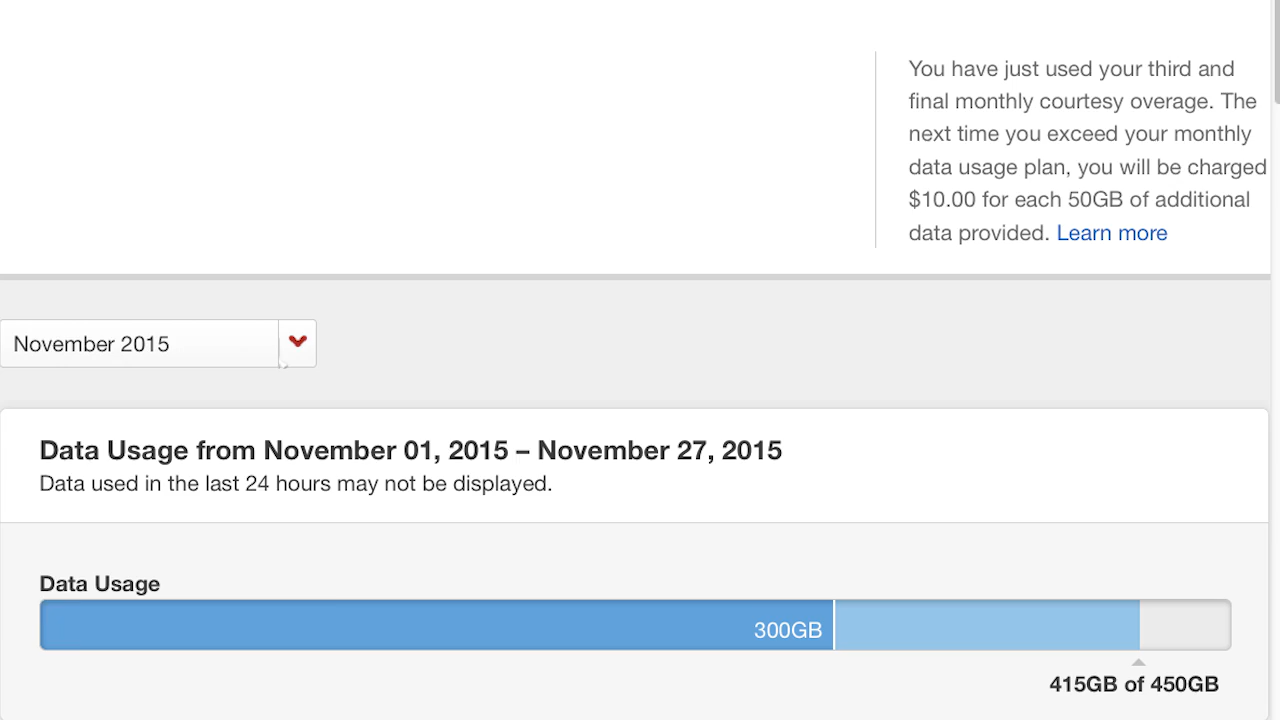 You have just used your third and
final monthly courtesy overage. The
next time you exceed your monthly
data usage plan, you will be charged
$10.00 for each 50GB of additional
data provided. Learn more
November 2015
Data Usage from November 01, 2015 – November 27, 2015
Data used in the last 24 hours may not be displayed.
Data Usage
300GB
415GB of 450GB